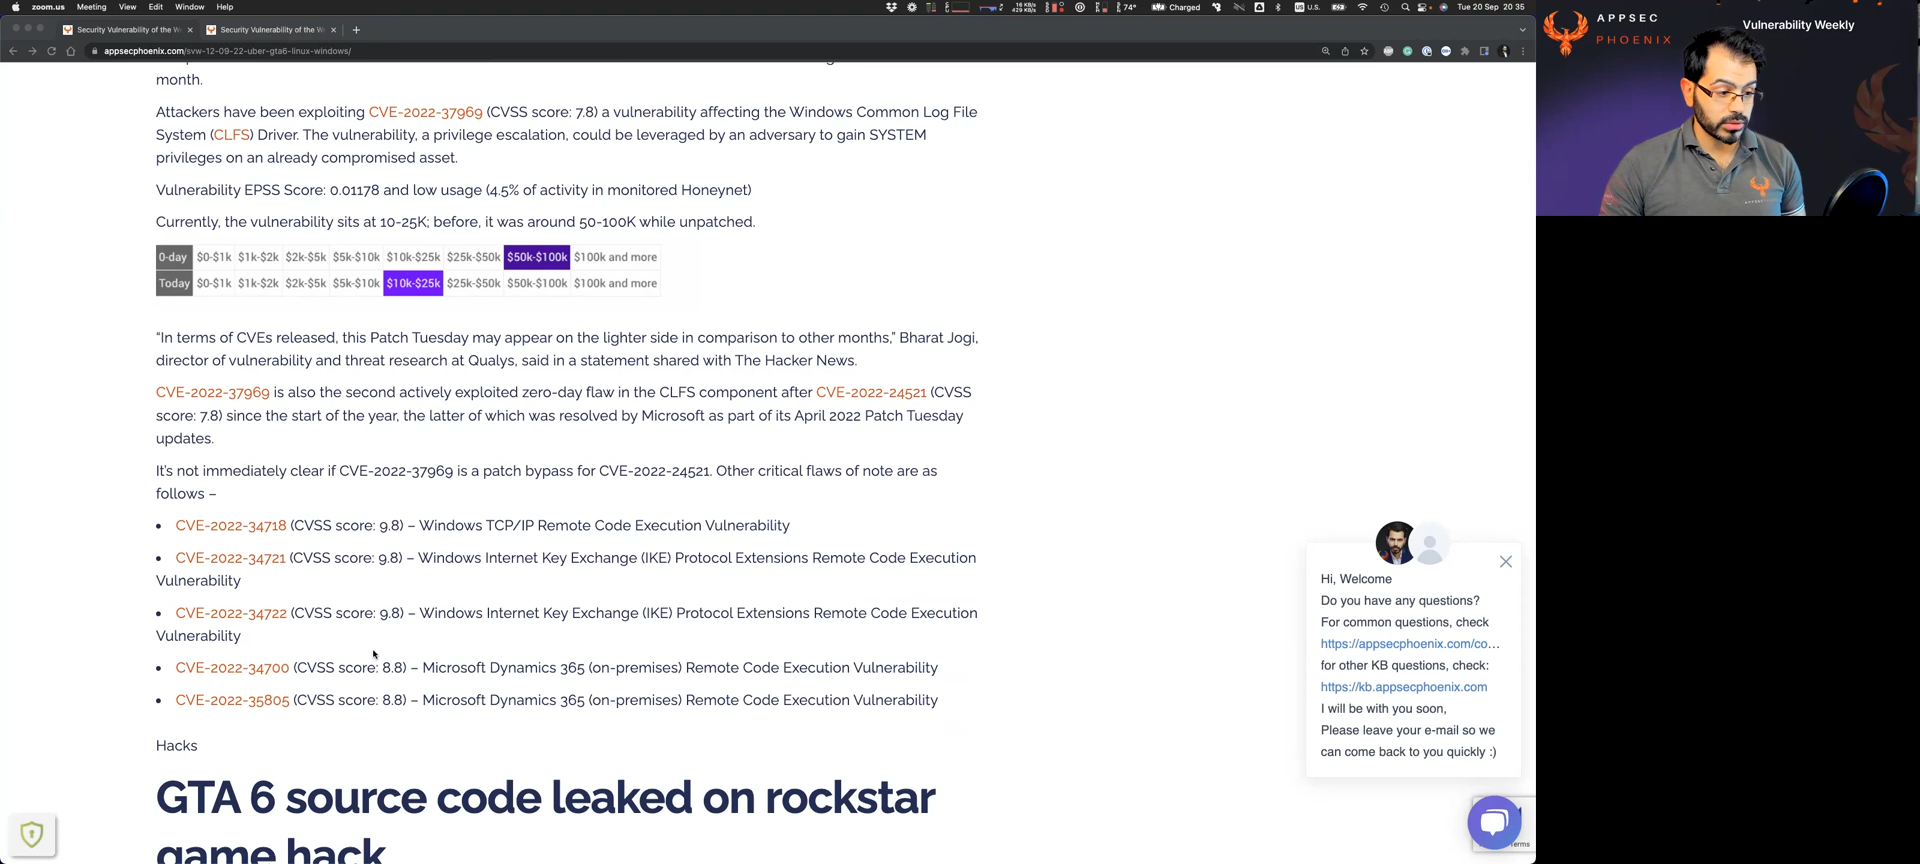 zoom.us Meeting View Edit Window Help
16 KB/s
429 KB/s
74° Charged U.S. Tue 20 Sep 20 35
Security Vulnerability of the W Security Vulnerability of the We
appsecphoenix.com/svw-12-09-22-uber-gta6-linux-windows/
month.
Attackers have been exploiting CVE-2022-37969 (CVSS score: 7.8) a vulnerability affecting the Windows Common Log File
System (CLFS) Driver. The vulnerability, a privilege escalation, could be leveraged by an adversary to gain SYSTEM
privileges on an already compromised asset.
Vulnerability EPSS Score: 0.01178 and low usage (4.5% of activity in monitored Honeynet)
Currently, the vulnerability sits at 10-25K; before, it was around 50-100K while unpatched.
0-day $0-$1k $1k-$2k $2k-$5k $5k-$10k $10k-$25k $25k-$50k $50k-$100k $100k and more
Today $0-$1k $1k-$2k $2k-$5k $5k-$10k $10k-$25k $25k-$50k $50k-$100k $100k and more
“In terms of CVEs released, this Patch Tuesday may appear on the lighter side in comparison to other months,” Bharat Jogi,
director of vulnerability and threat research at Qualys, said in a statement shared with The Hacker News.
CVE-2022-37969 is also the second actively exploited zero-day flaw in the CLFS component after CVE-2022-24521 (CVSS
score: 7.8) since the start of the year, the latter of which was resolved by Microsoft as part of its April 2022 Patch Tuesday
updates.
It’s not immediately clear if CVE-2022-37969 is a patch bypass for CVE-2022-24521. Other critical flaws of note are as
follows –
• CVE-2022-34718 (CVSS score: 9.8) – Windows TCP/IP Remote Code Execution Vulnerability
• CVE-2022-34721 (CVSS score: 9.8) – Windows Internet Key Exchange (IKE) Protocol Extensions Remote Code Execution
Vulnerability
• CVE-2022-34722 (CVSS score: 9.8) – Windows Internet Key Exchange (IKE) Protocol Extensions Remote Code Execution
Vulnerability
• CVE-2022-34700 (CVSS score: 8.8) – Microsoft Dynamics 365 (on-premises) Remote Code Execution Vulnerability
• CVE-2022-35805 (CVSS score: 8.8) – Microsoft Dynamics 365 (on-premises) Remote Code Execution Vulnerability
Hacks
GTA 6 source code leaked on rockstar
game hack
Hi, Welcome
Do you have any questions?
For common questions, check
https://appsecphoenix.com/co...
for other KB questions, check:
https://kb.appsecphoenix.com
I will be with you soon,
Please leave your e-mail so we
can come back to you quickly :)
Terms
APPSEC
PHOENIX
Vulnerability Weekly